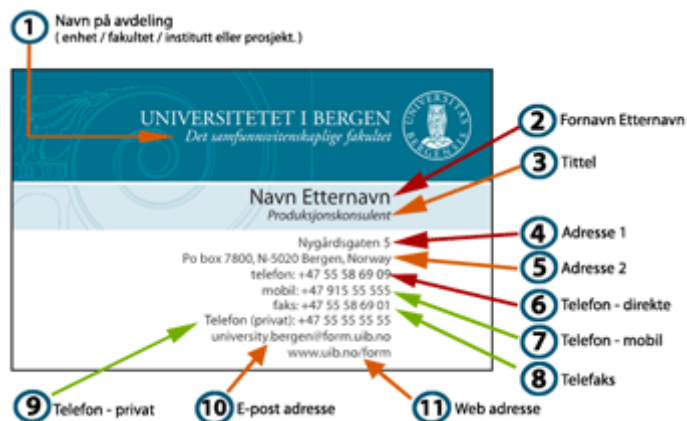 1 Navn på avdeling
( enhet / fakultet / institutt eller prosjekt. )
UNIVERSITETET I BERGEN
Det samfunnsvitenskaplige fakultet
UNIVERSITAS BERGENSIS
2 Fornavn Etternavn
3 Tittel
Navn Etternavn
Produksjonskonsulent
Nygårdsgaten 5
4 Adresse 1
Po box 7800, N-5020 Bergen, Norway
5 Adresse 2
telefon: +47 55 58 69 09
6 Telefon - direkte
mobil: +47 915 55 555
7 Telefon - mobil
faks: +47 55 58 69 01
8 Telefaks
Telefon (privat): +47 55 55 55 55
university.bergen@form.uib.no
www.uib.no/form
9 Telefon - privat
10 E-post adresse
11 Web adresse